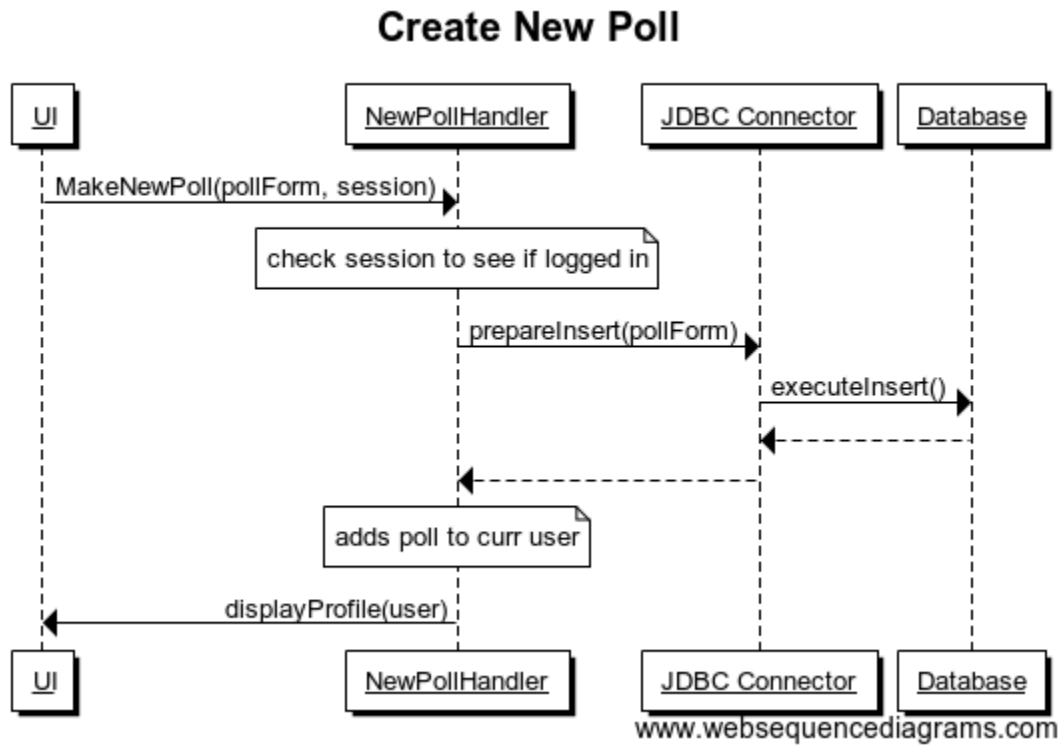 Create New Poll
UI NewPollHandler JDBC Connector Database
MakeNewPoll(pollForm, session)
check session to see if logged in
prepareInsert(pollForm)
executeInsert()
adds poll to curr user
displayProfile(user)
UI NewPollHandler JDBC Connector Database
www.websequencediagrams.com